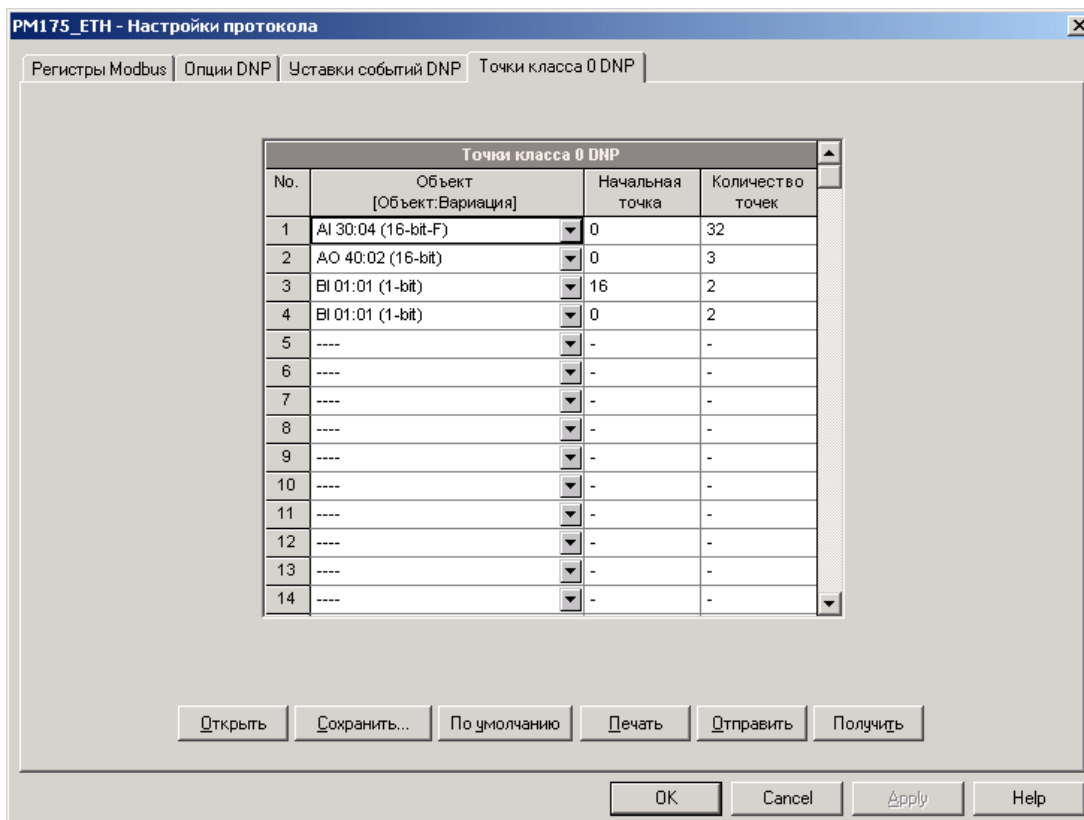 PM175_ETH - Настройки протокола
Регистры Modbus Опции DNP Уставки событий DNP Точки класса 0 DNP
Точки класса 0 DNP
No. Объект Начальная Количество
[Объект:Вариация] точка точек
1 AI 30:04 (16-bit-F) 0 32
2 AO 40:02 (16-bit) 0 3
3 BI 01:01 (1-bit) 16 2
4 BI 01:01 (1-bit) 0 2
5 ---- - -
6 ---- - -
7 ---- - -
8 ---- - -
9 ---- - -
10 ---- - -
11 ---- - -
12 ---- - -
13 ---- - -
14 ---- - -
Открыть Сохранить... По умолчанию Печать Отправить Получить
OK Cancel Apply Help